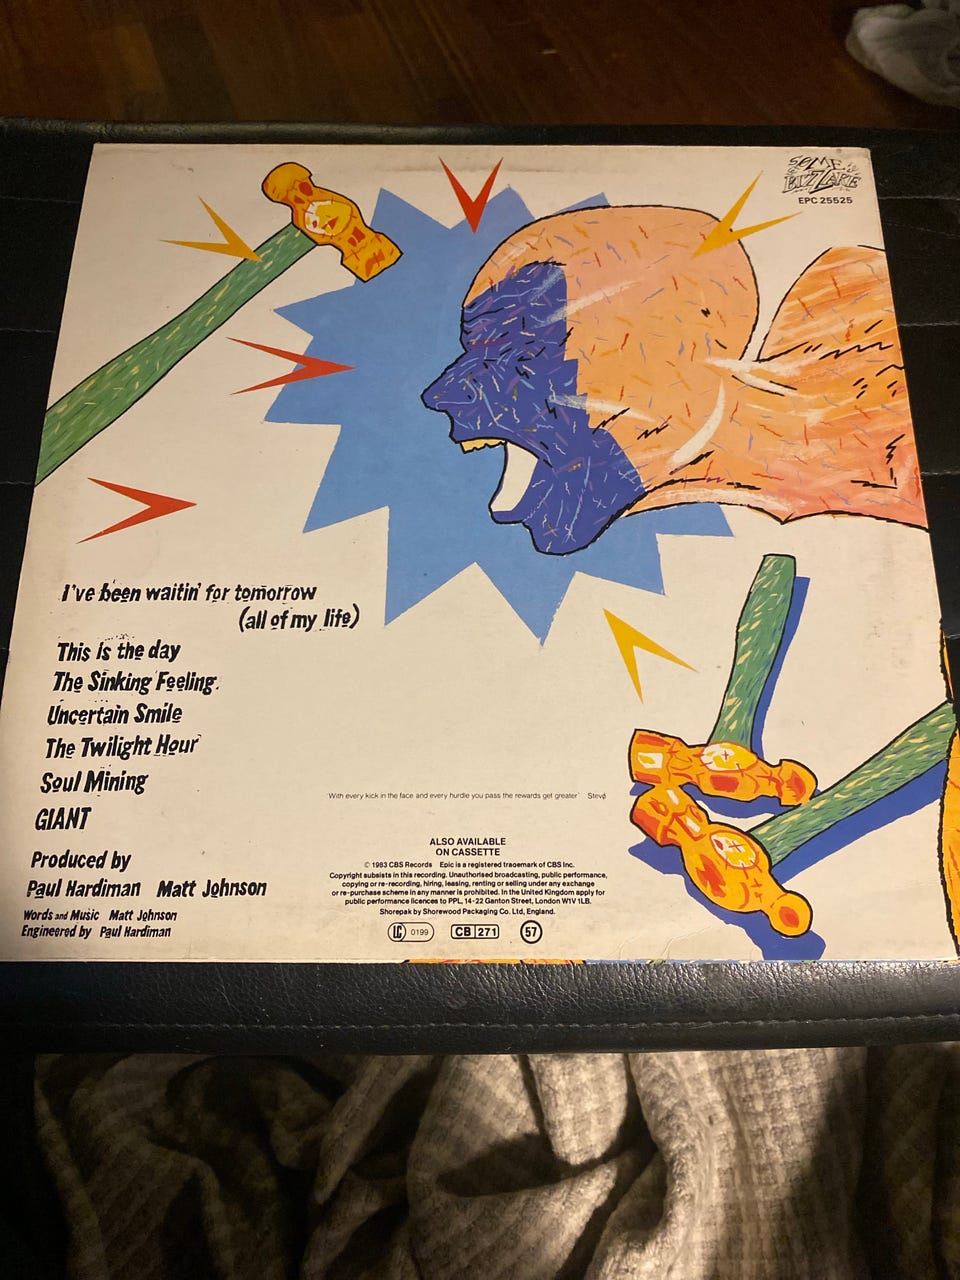 SOME
BIZZARE
EPC 25525
I've been waitin' for tomorrow
(all of my life)
This is the day
The Sinking Feeling.
Uncertain Smile
The Twilight Hour
Soul Mining
GIANT
Produced by
Paul Hardiman Matt Johnson
Words and Music Matt Johnson
Engineered by Paul Hardiman
"With every kick in the face and every hurdle you pass the rewards get greater" Stevø
ALSO AVAILABLE
ON CASSETTE
© 1983 CBS Records Epic is a registered trademark of CBS Inc.
Copyright subsists in this recording. Unauthorised broadcasting, public performance,
copying or re-recording, hiring, leasing, renting or selling under any exchange
or re-purchase scheme in any manner is prohibited. In the United Kingdom apply for
public performance licences to PPL, 14-22 Ganton Street, London W1V 1LB.
Shorepak by Shorewood Packaging Co. Ltd, England.
LC 0199 CB 271 57